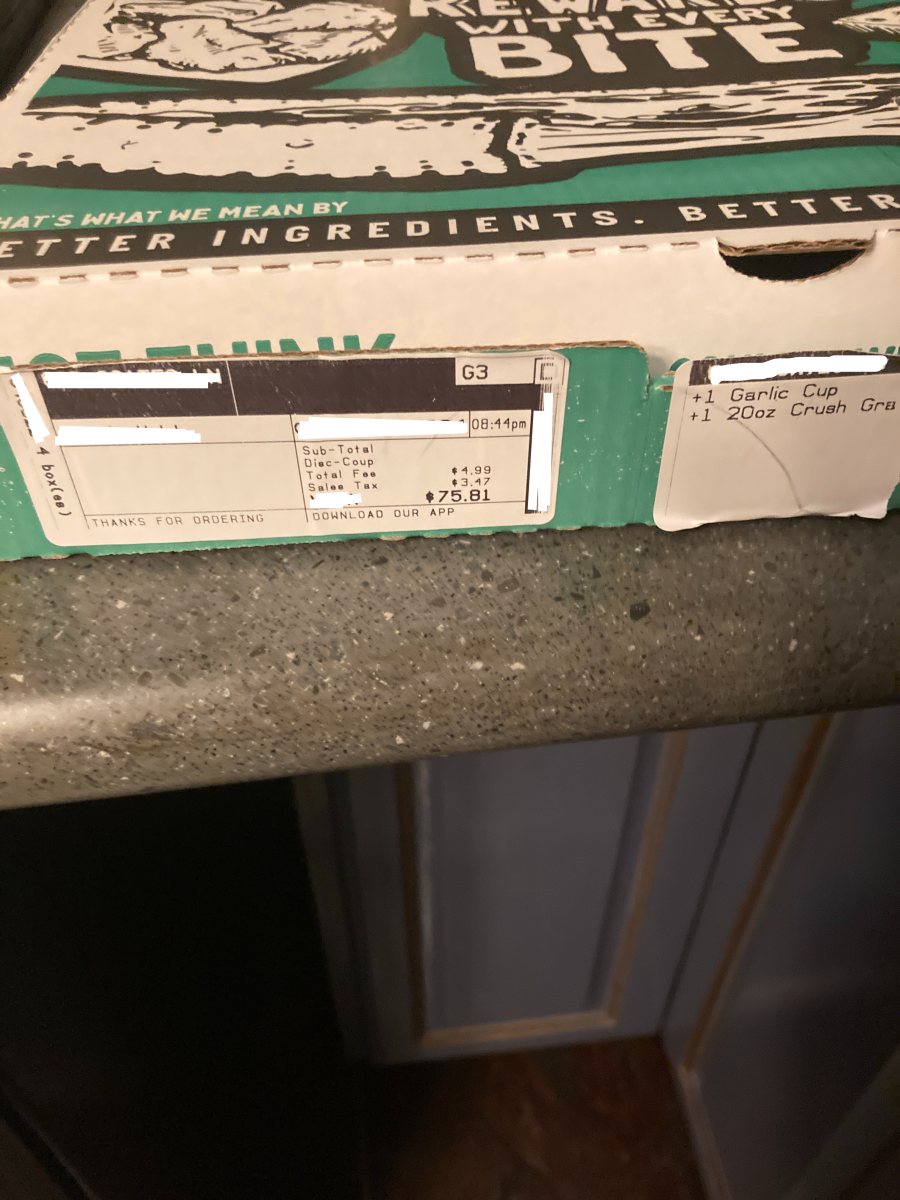 WITH EVERY
BITE
HAT'S WHAT WE MEAN BY
ETTER INGREDIENTS. BETTER
THINK
G3
08:44pm
4 box(es)
Sub-Total
Disc-Coup
Total Fee $4.99
Sales Tax $3.47
$75.81
THANKS FOR ORDERING
DOWNLOAD OUR APP
+1 Garlic Cup
+1 20oz Crush Gra